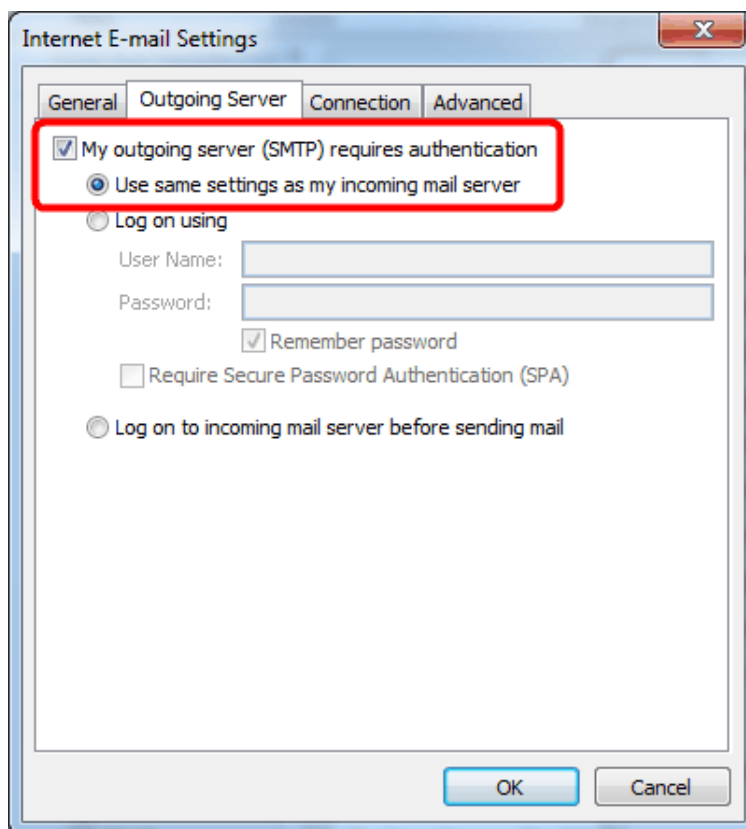 Internet E-mail Settings
General Outgoing Server Connection Advanced
My outgoing server (SMTP) requires authentication
Use same settings as my incoming mail server
Log on using
User Name:
Password:
Remember password
Require Secure Password Authentication (SPA)
Log on to incoming mail server before sending mail
OK Cancel